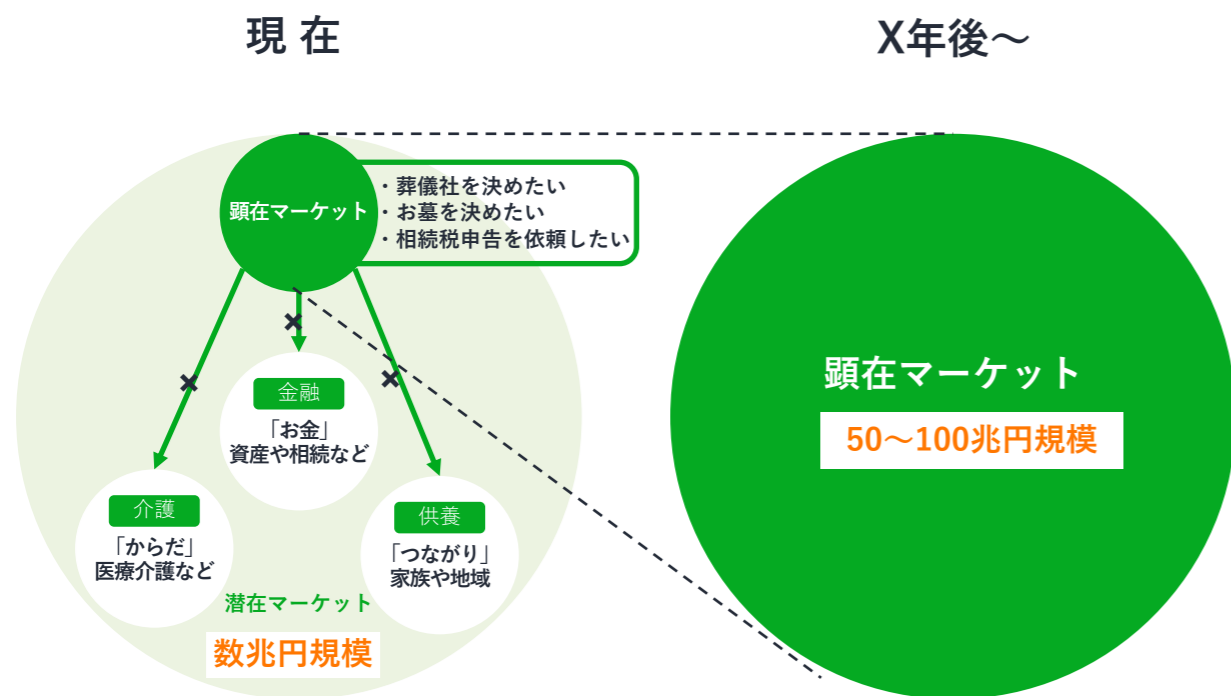 現 在
X年後～
顕在マーケット
・葬儀社を決めたい
・お墓を決めたい
・相続税申告を依頼したい
金融
「お金」
資産や相続など
介護
「からだ」
医療介護など
供養
「つながり」
家族や地域
潜在マーケット
数兆円規模
顕在マーケット
50～100兆円規模